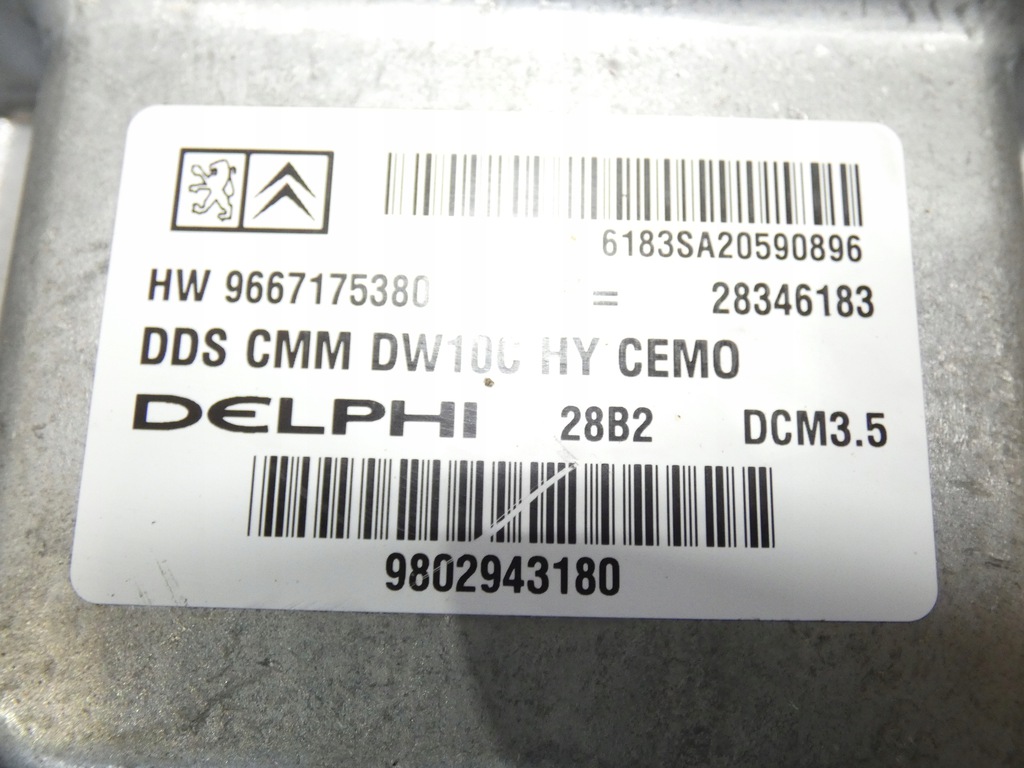 6183SA20590896
HW 9667175380 = 28346183
DDS CMM DW10C HY CEMO
DELPHI 28B2 DCM3.5
9802943180